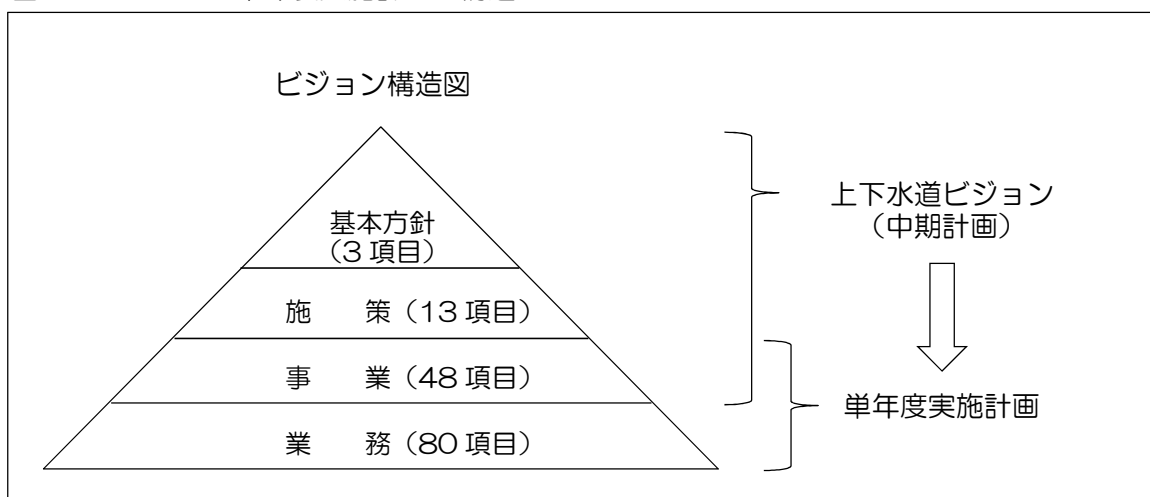 ビジョン構造図
基本方針
（3 項目）
施　　策（13 項目）
事　　業（48 項目）
業　　務（80 項目）
上下水道ビジョン
（中期計画）
単年度実施計画